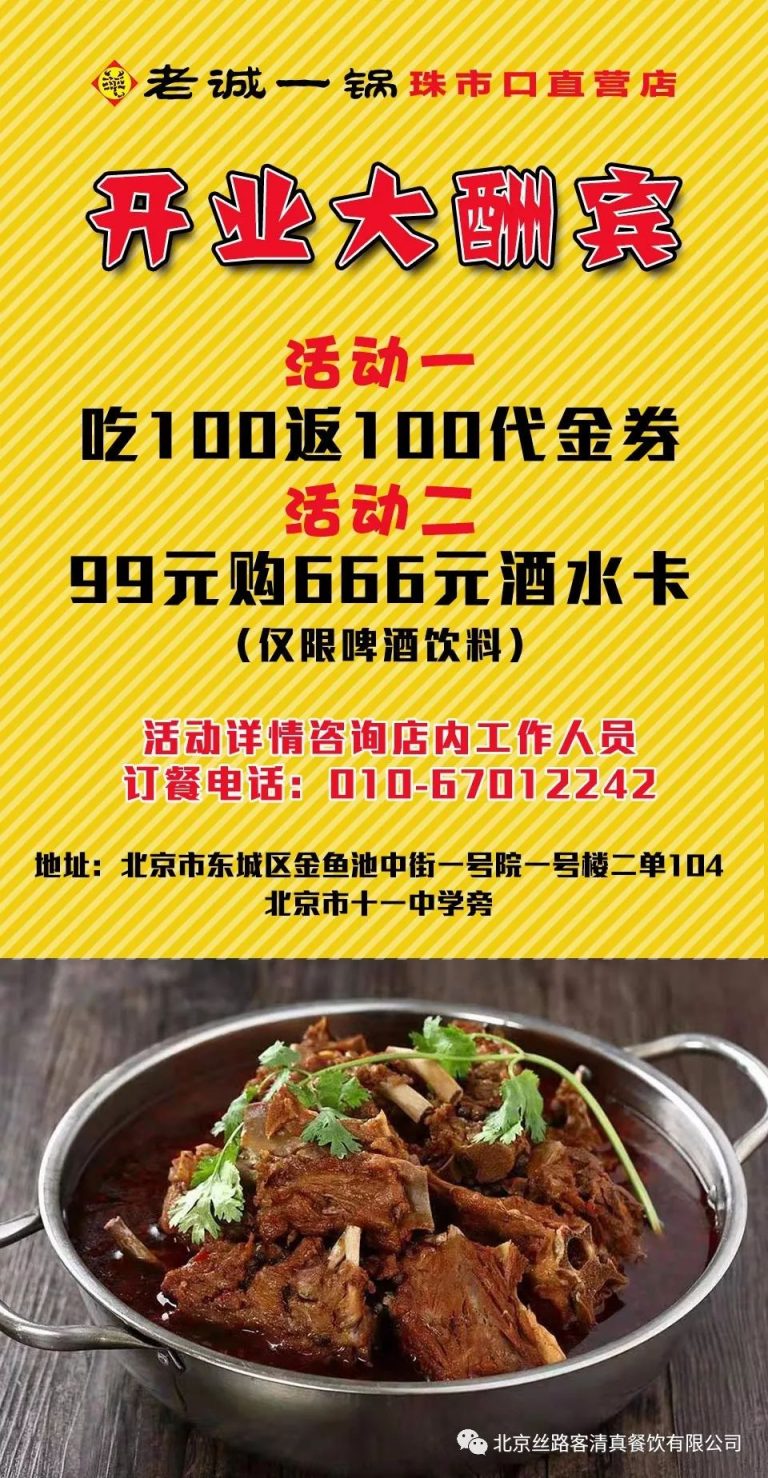 老诚一锅 珠市口直营店
开业大酬宾
活动一
吃100返100代金券
活动二
99元购666元酒水卡
（仅限啤酒饮料）
活动详情咨询店内工作人员
订餐电话：010-67012242
地址：北京市东城区金鱼池中街一号院一号楼二单104
北京市十一中学旁
北京丝路客清真餐饮有限公司